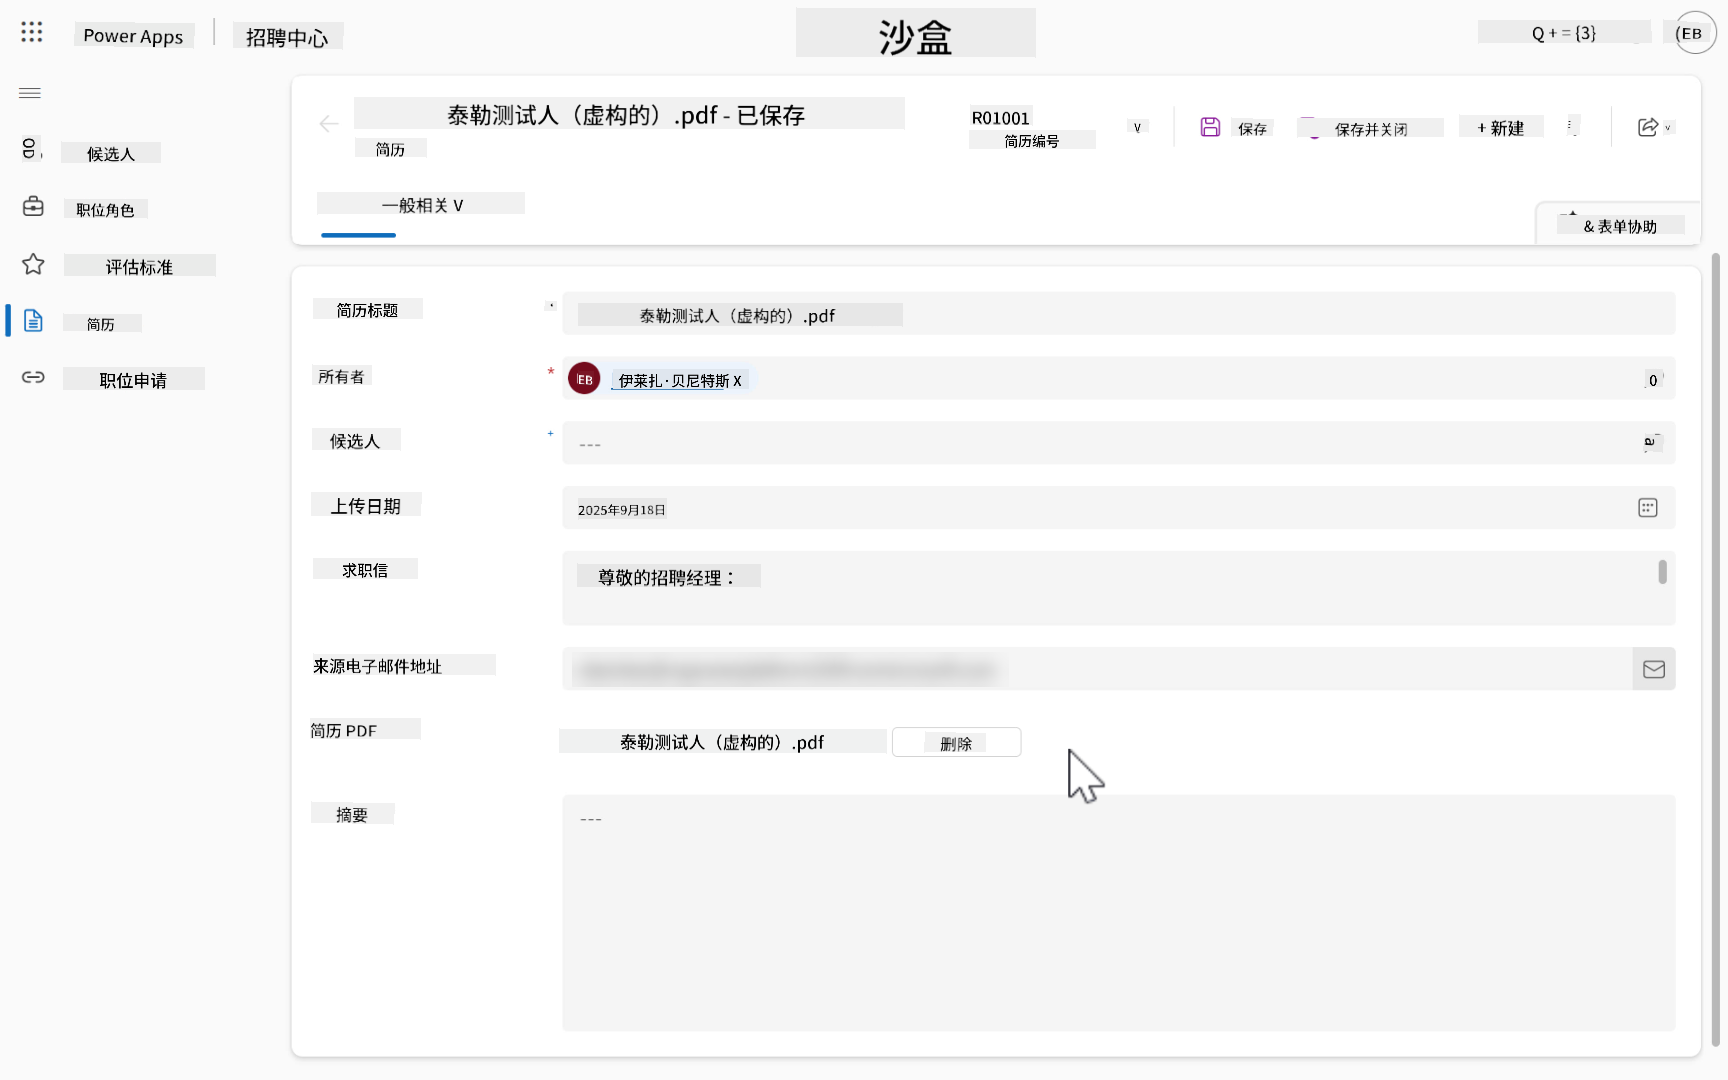 Power Apps
招聘中心
沙盒
Q + = {3}
(EB
泰勒测试人（虚构的）.pdf - 已保存
简历
R01001
简历编号
v
保存
保存并关闭
+ 新建
v
一般相关 V
& 表单协助
候选人
职位角色
评估标准
简历
职位申请
简历标题
泰勒测试人（虚构的）.pdf
所有者
*
EB
伊莱扎·贝尼特斯 X
0
候选人
+
---
上传日期
2025年9月18日
求职信
尊敬的招聘经理：
来源电子邮件地址
简历 PDF
泰勒测试人（虚构的）.pdf
删除
摘要
---